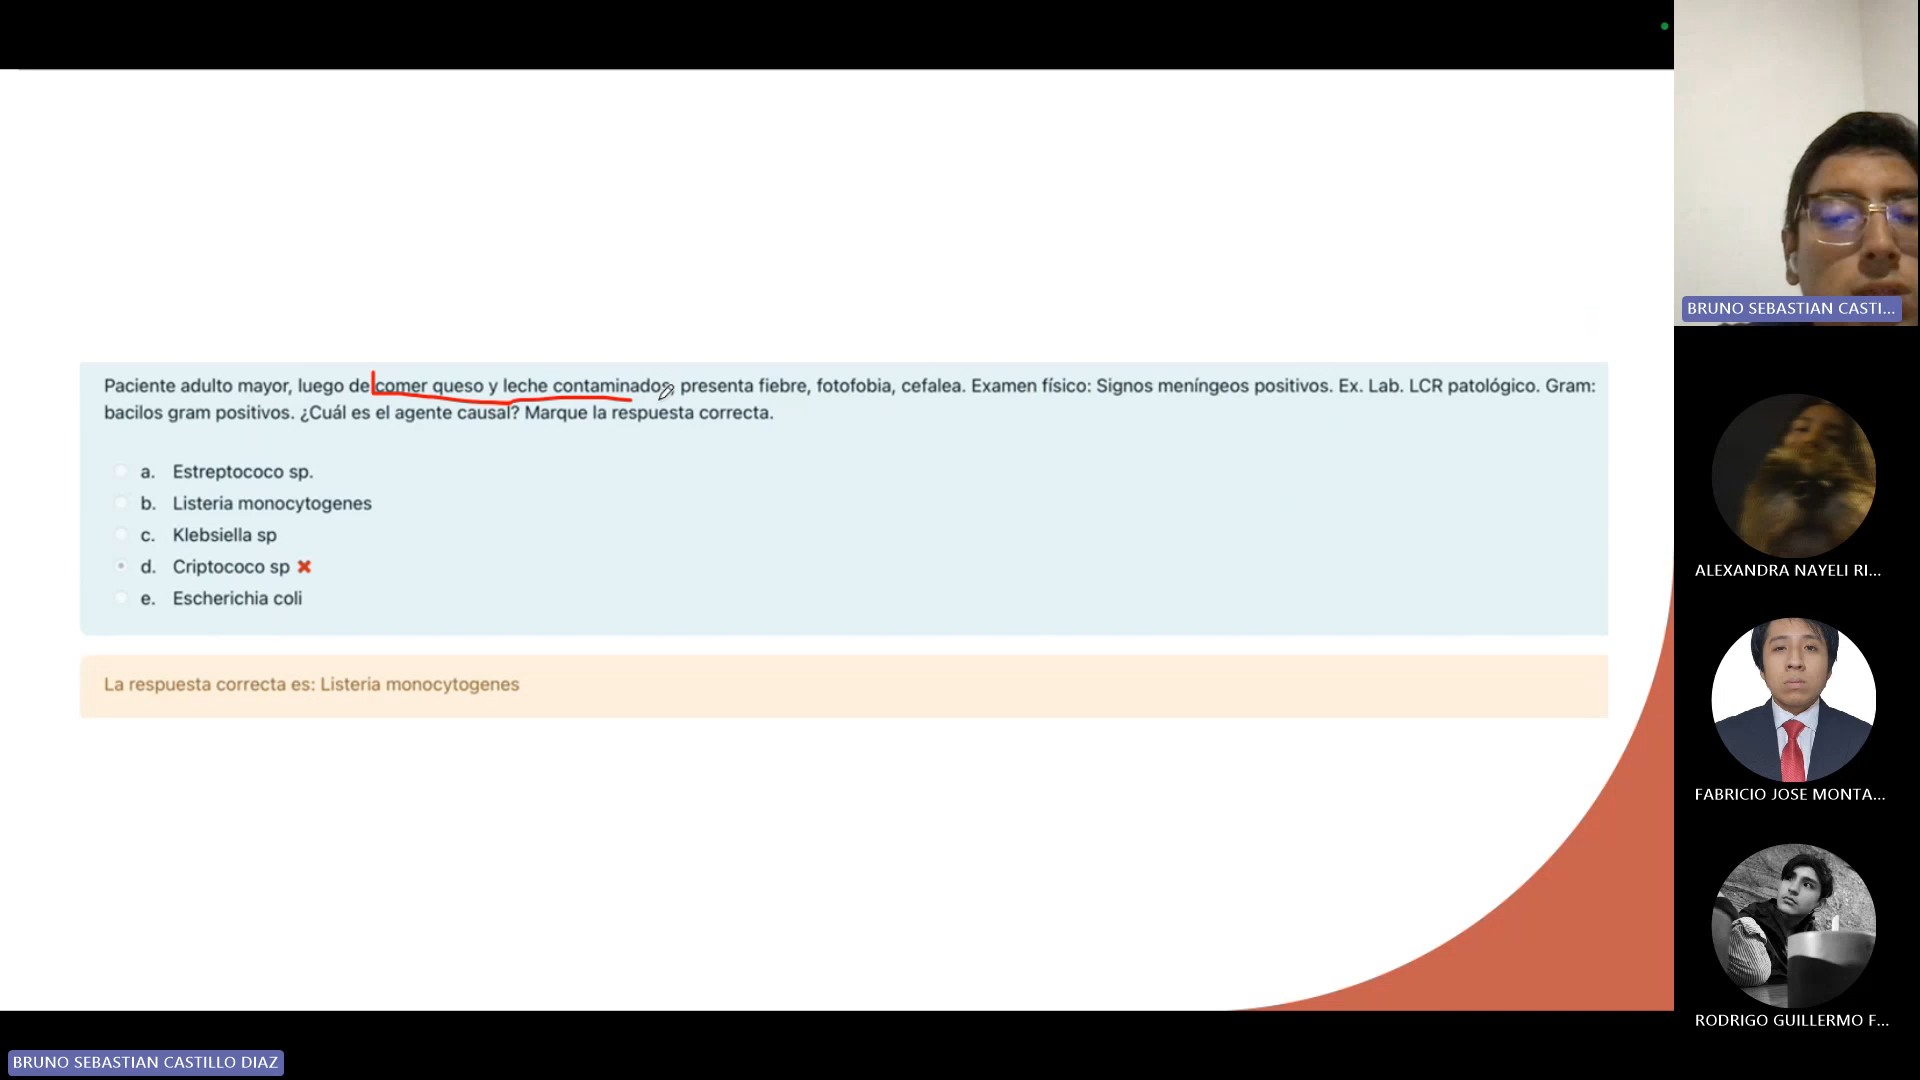 Paciente adulto mayor, luego de comer queso y leche contaminados, presenta fiebre, fotofobia, cefalea. Examen físico: Signos meníngeos positivos. Ex. Lab. LCR patológico. Gram:
bacilos gram positivos. ¿Cuál es el agente causal? Marque la respuesta correcta.
a. Estreptococo sp.
b. Listeria monocytogenes
c. Klebsiella sp
d. Criptococo sp
e. Escherichia coli
La respuesta correcta es: Listeria monocytogenes
BRUNO SEBASTIAN CASTI...
ALEXANDRA NAYELI RI...
FABRICIO JOSE MONTA...
RODRIGO GUILLERMO F...
BRUNO SEBASTIAN CASTILLO DIAZ